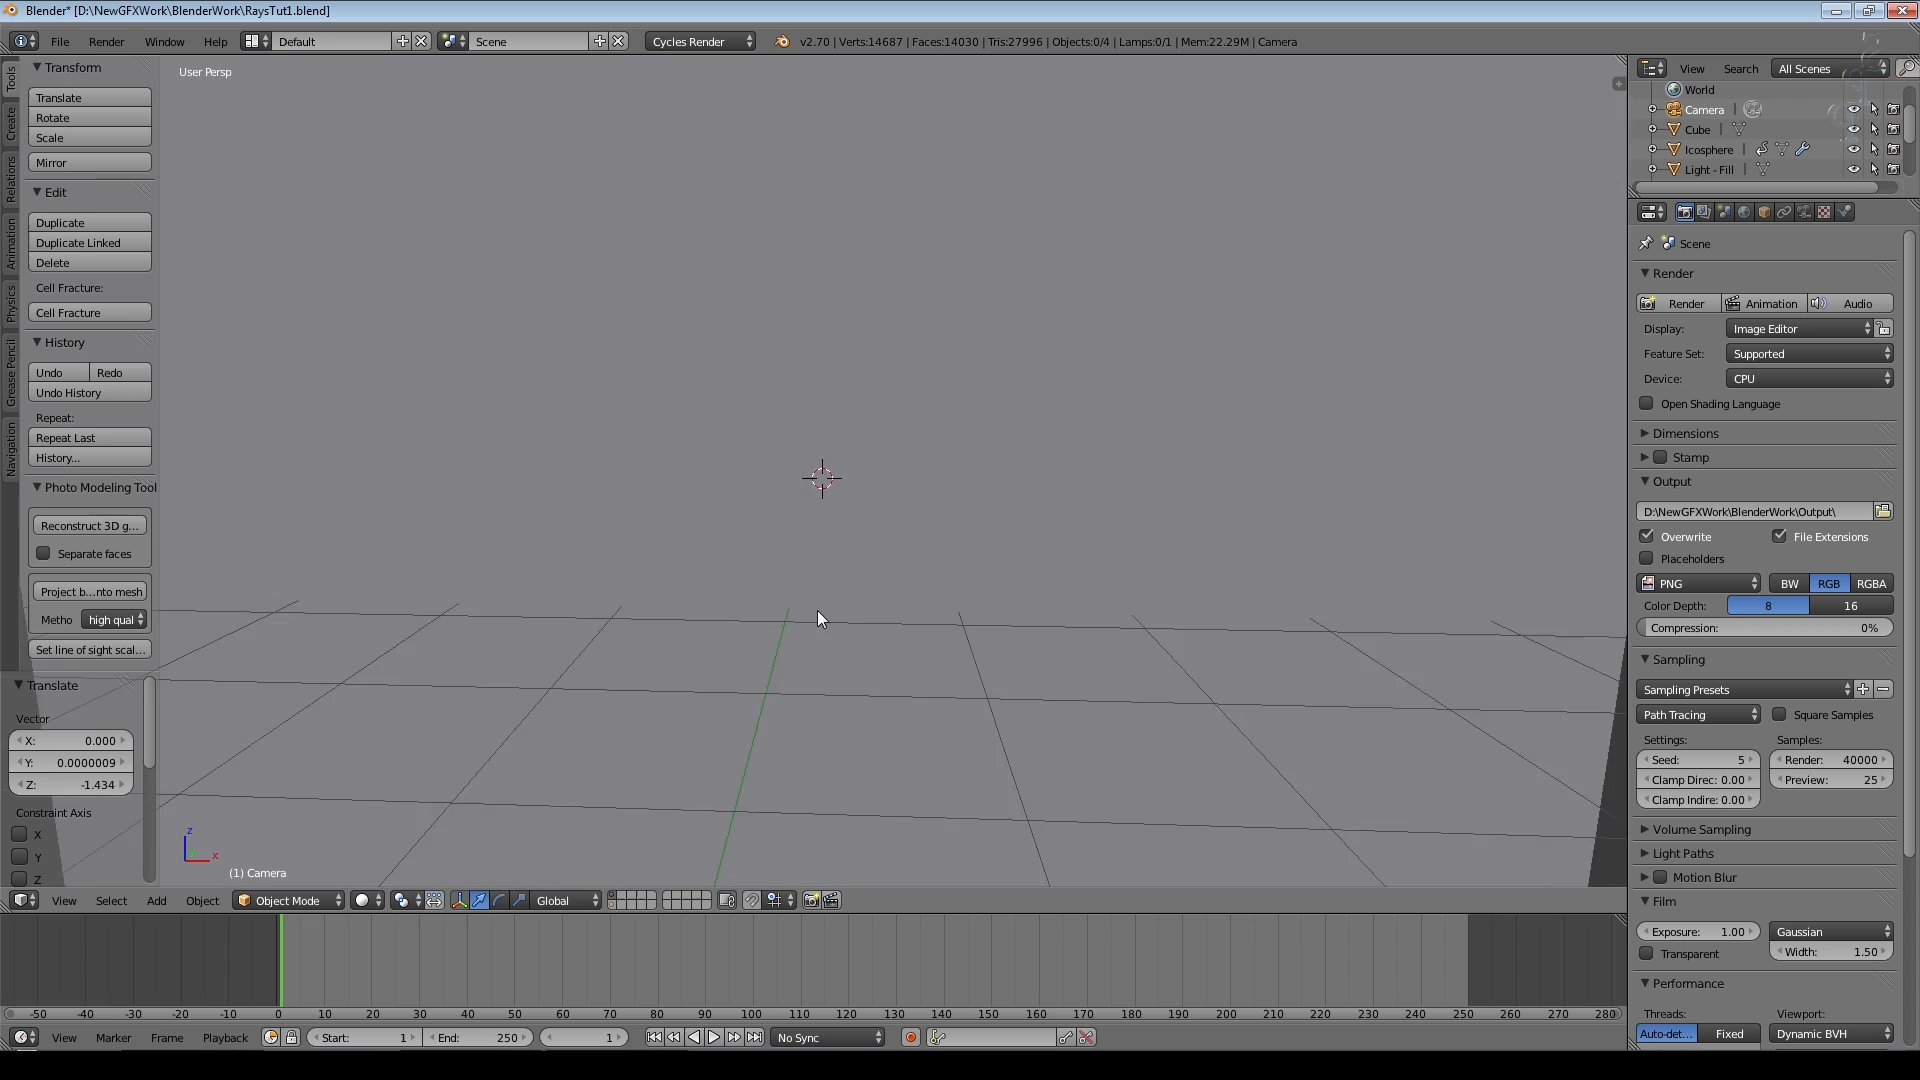 Blender* [D:\NewGFXWork\BlenderWork\RaysTut1.blend]
File Render Window Help Default Scene Cycles Render v2.70 | Verts:14687 | Faces:14030 | Tris:27996 | Objects:0/4 | Lamps:0/1 | Mem:22.29M | Camera
Tools
Create
Relations
Animation
Physics
Grease Pencil
Navigation
Transform
Translate
Rotate
Scale
Mirror
Edit
Duplicate
Duplicate Linked
Delete
Cell Fracture:
Cell Fracture
History
Undo Redo
Undo History
Repeat:
Repeat Last
History...
Photo Modeling Tool
Reconstruct 3D g...
Separate faces
Project b...nto mesh
Metho high qual
Set line of sight scal...
Translate
Vector
X: 0.000
Y: 0.0000009
Z: -1.434
Constraint Axis
X
Y
Z
User Persp
z
x
(1) Camera
View Select Add Object Object Mode Global
-50 -40 -30 -20 -10 0 10 20 30 40 50 60 70 80 90 100 110 120 130 140 150 160 170 180 190 200 210 220 230 240 250 260 270 280
View Marker Frame Playback Start: 1 End: 250 1 No Sync
View Search All Scenes
World
Camera
Cube
Icosphere
Light - Fill
Scene
Render
Render Animation Audio
Display: Image Editor
Feature Set: Supported
Device: CPU
Open Shading Language
Dimensions
Stamp
Output
D:\NewGFXWork\BlenderWork\Output\
Overwrite File Extensions
Placeholders
PNG BW RGB RGBA
Color Depth: 8 16
Compression: 0%
Sampling
Sampling Presets
Path Tracing Square Samples
Settings: Samples:
Seed: 5 Render: 40000
Clamp Direc: 0.00 Preview: 25
Clamp Indire: 0.00
Volume Sampling
Light Paths
Motion Blur
Film
Exposure: 1.00 Gaussian
Transparent Width: 1.50
Performance
Threads: Viewport:
Auto-det... Fixed Dynamic BVH